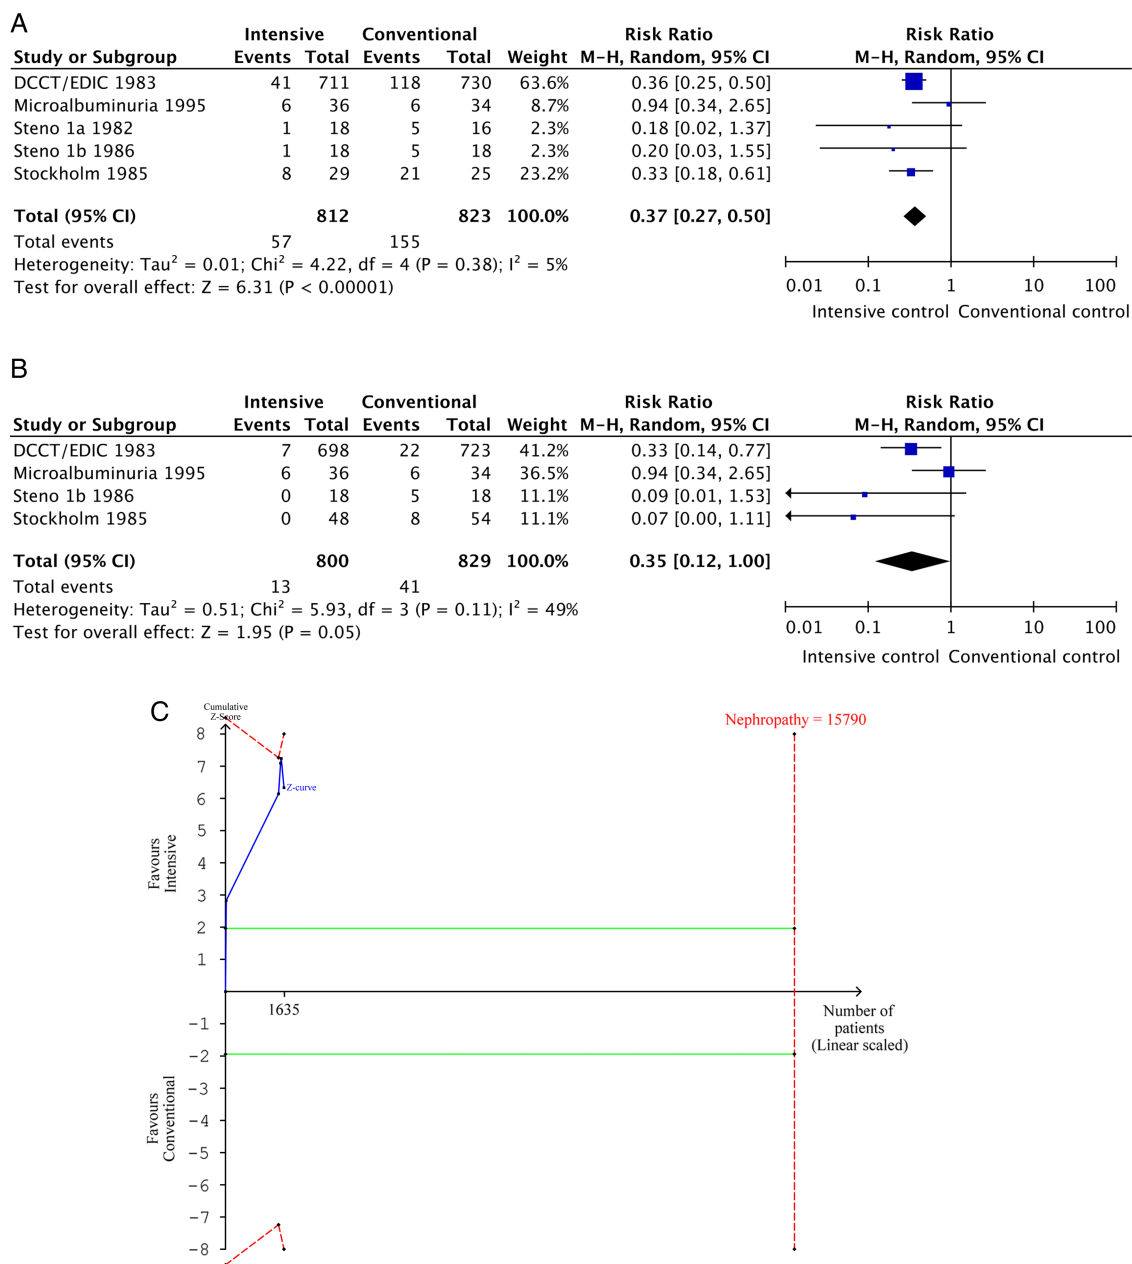 A
Intensive Conventional Risk Ratio Risk Ratio
Study or Subgroup Events Total Events Total Weight M-H, Random, 95% CI M-H, Random, 95% CI
DCCT/EDIC 1983 41 711 118 730 63.6% 0.36 [0.25, 0.50]
Microalbuminuria 1995 6 36 6 34 8.7% 0.94 [0.34, 2.65]
Steno 1a 1982 1 18 5 16 2.3% 0.18 [0.02, 1.37]
Steno 1b 1986 1 18 5 18 2.3% 0.20 [0.03, 1.55]
Stockholm 1985 8 29 21 25 23.2% 0.33 [0.18, 0.61]
Total (95% CI) 812 823 100.0% 0.37 [0.27, 0.50]
Total events 57 155
Heterogeneity: Tau² = 0.01; Chi² = 4.22, df = 4 (P = 0.38); I² = 5%
Test for overall effect: Z = 6.31 (P < 0.00001)
0.01 0.1 1 10 100
Intensive control Conventional control
B
Intensive Conventional Risk Ratio Risk Ratio
Study or Subgroup Events Total Events Total Weight M-H, Random, 95% CI M-H, Random, 95% CI
DCCT/EDIC 1983 7 698 22 723 41.2% 0.33 [0.14, 0.77]
Microalbuminuria 1995 6 36 6 34 36.5% 0.94 [0.34, 2.65]
Steno 1b 1986 0 18 5 18 11.1% 0.09 [0.01, 1.53]
Stockholm 1985 0 48 8 54 11.1% 0.07 [0.00, 1.11]
Total (95% CI) 800 829 100.0% 0.35 [0.12, 1.00]
Total events 13 41
Heterogeneity: Tau² = 0.51; Chi² = 5.93, df = 3 (P = 0.11); I² = 49%
Test for overall effect: Z = 1.95 (P = 0.05)
0.01 0.1 1 10 100
Intensive control Conventional control
C
Cumulative
Z-Score
Nephropathy = 15790
8
7
6
Z-curve
5
4
3
2
1
Favours
Intensive
1635
Number of
patients
(Linear scaled)
-1
-2
-3
-4
-5
-6
-7
-8
Favours
Conventional